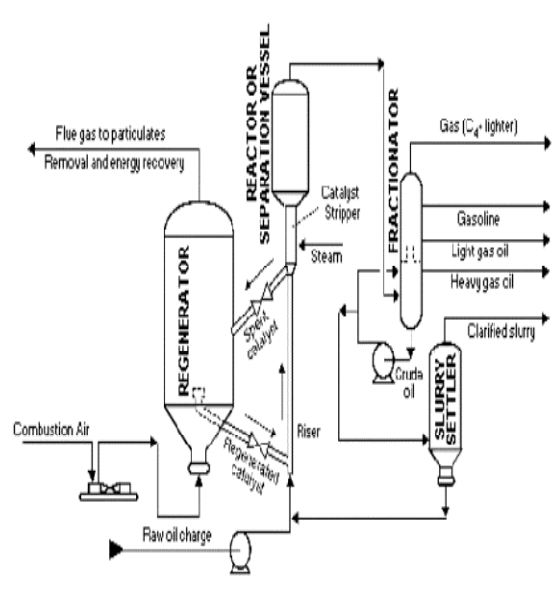 REACTOR OR
SEPARATION VESSEL
FRACTIONATOR
Gas (C4+ lighter)
Flue gas to particulates
Removal and energy recovery
Catalyst
Stripper
Gasoline
Steam
Light gas oil
Heavy gas oil
REGENERATOR
Spent
catalyst
Clarified slurry
Crude
oil
SLURRY
SETTLER
Combustion Air
Riser
Regenerated
catalyst
Raw oil charge